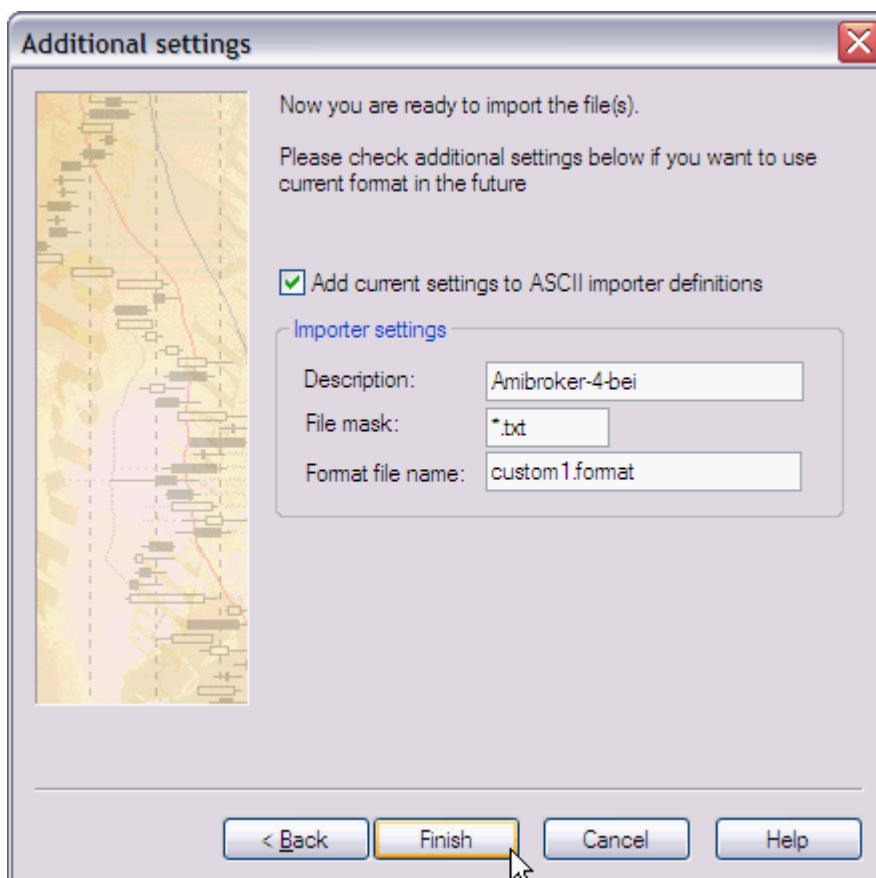 Additional settings
Now you are ready to import the file(s).
Please check additional settings below if you want to use
current format in the future
Add current settings to ASCII importer definitions
Importer settings
Description: Amibroker-4-bei
File mask: *.txt
Format file name: custom1.format
< Back Finish Cancel Help